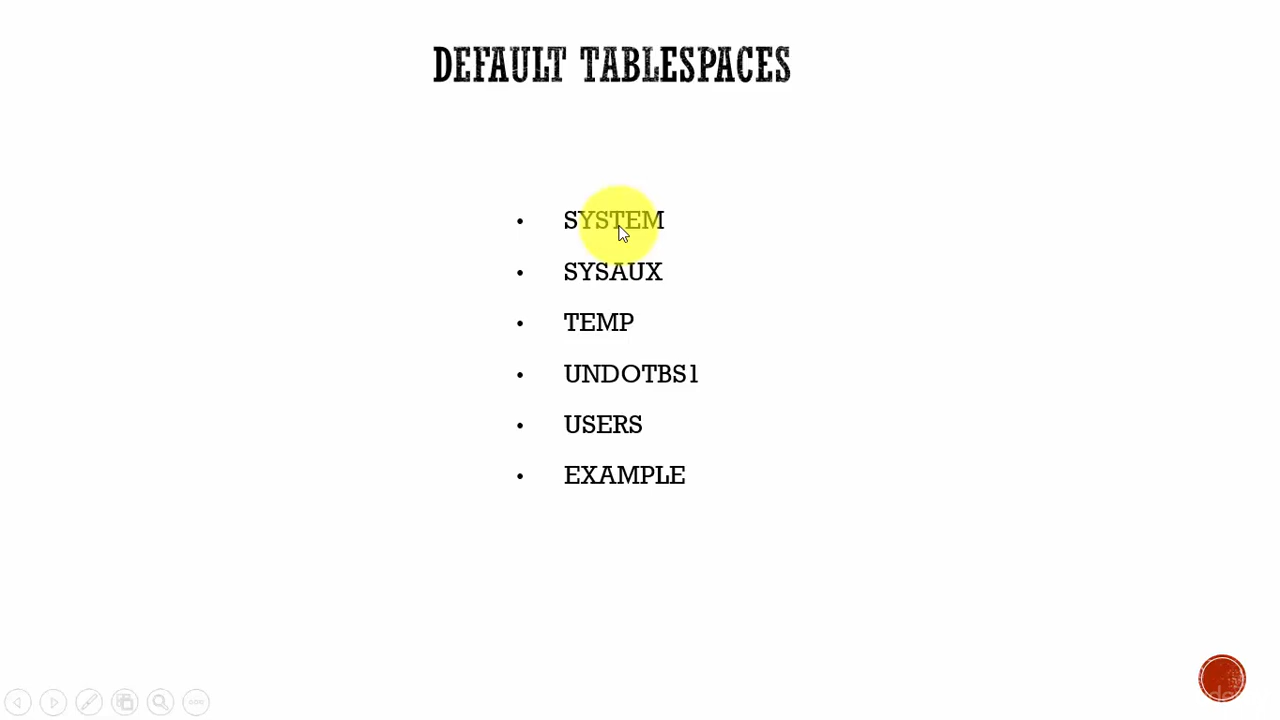 DEFAULT TABLESPACES
• SYSTEM
• SYSAUX
• TEMP
• UNDOTBS1
• USERS
• EXAMPLE